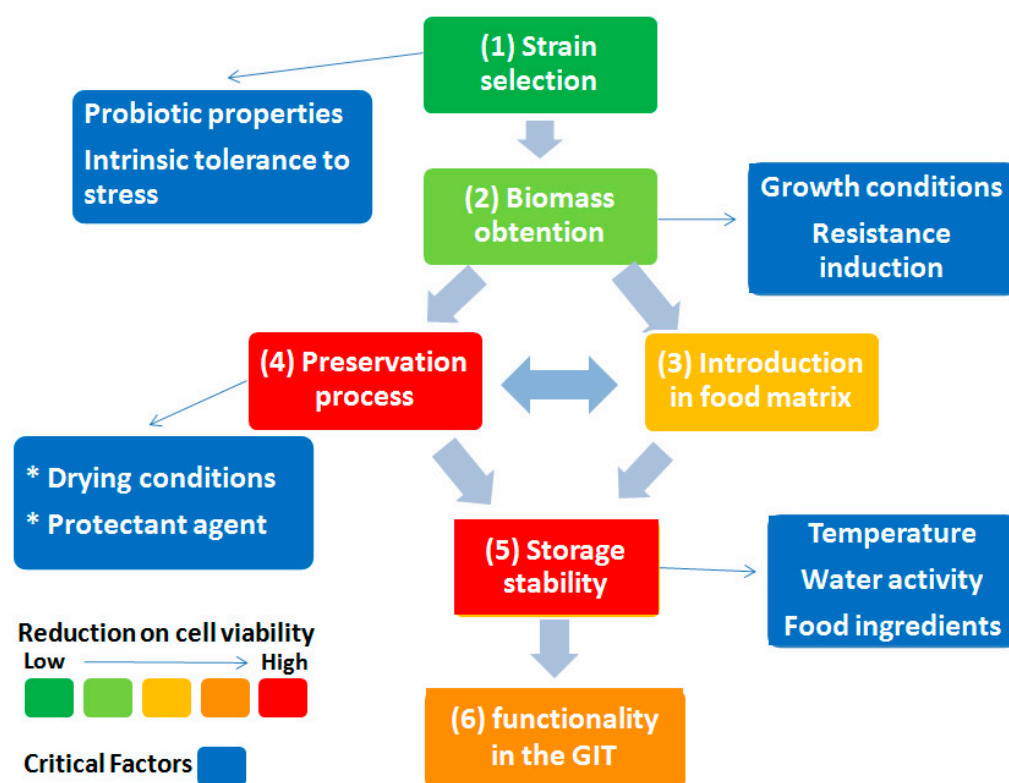 (1) Strain
selection
Probiotic properties
Intrinsic tolerance to
stress
(2) Biomass
obtention
Growth conditions
Resistance
induction
(4) Preservation
process
(3) Introduction
in food matrix
* Drying conditions
* Protectant agent
(5) Storage
stability
Temperature
Water activity
Food ingredients
Reduction on cell viability
Low High
(6) functionality
in the GIT
Critical Factors